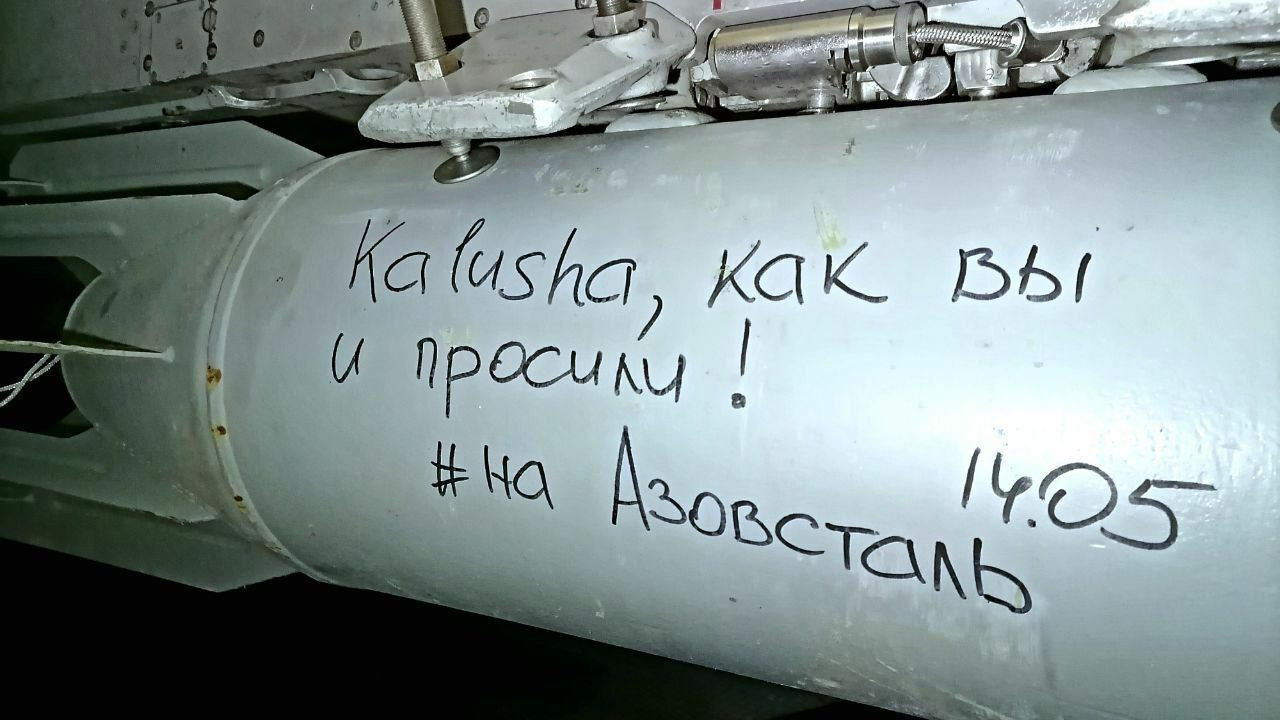 Kalusha, как вы
и просили!
#на Азовсталь
14.05